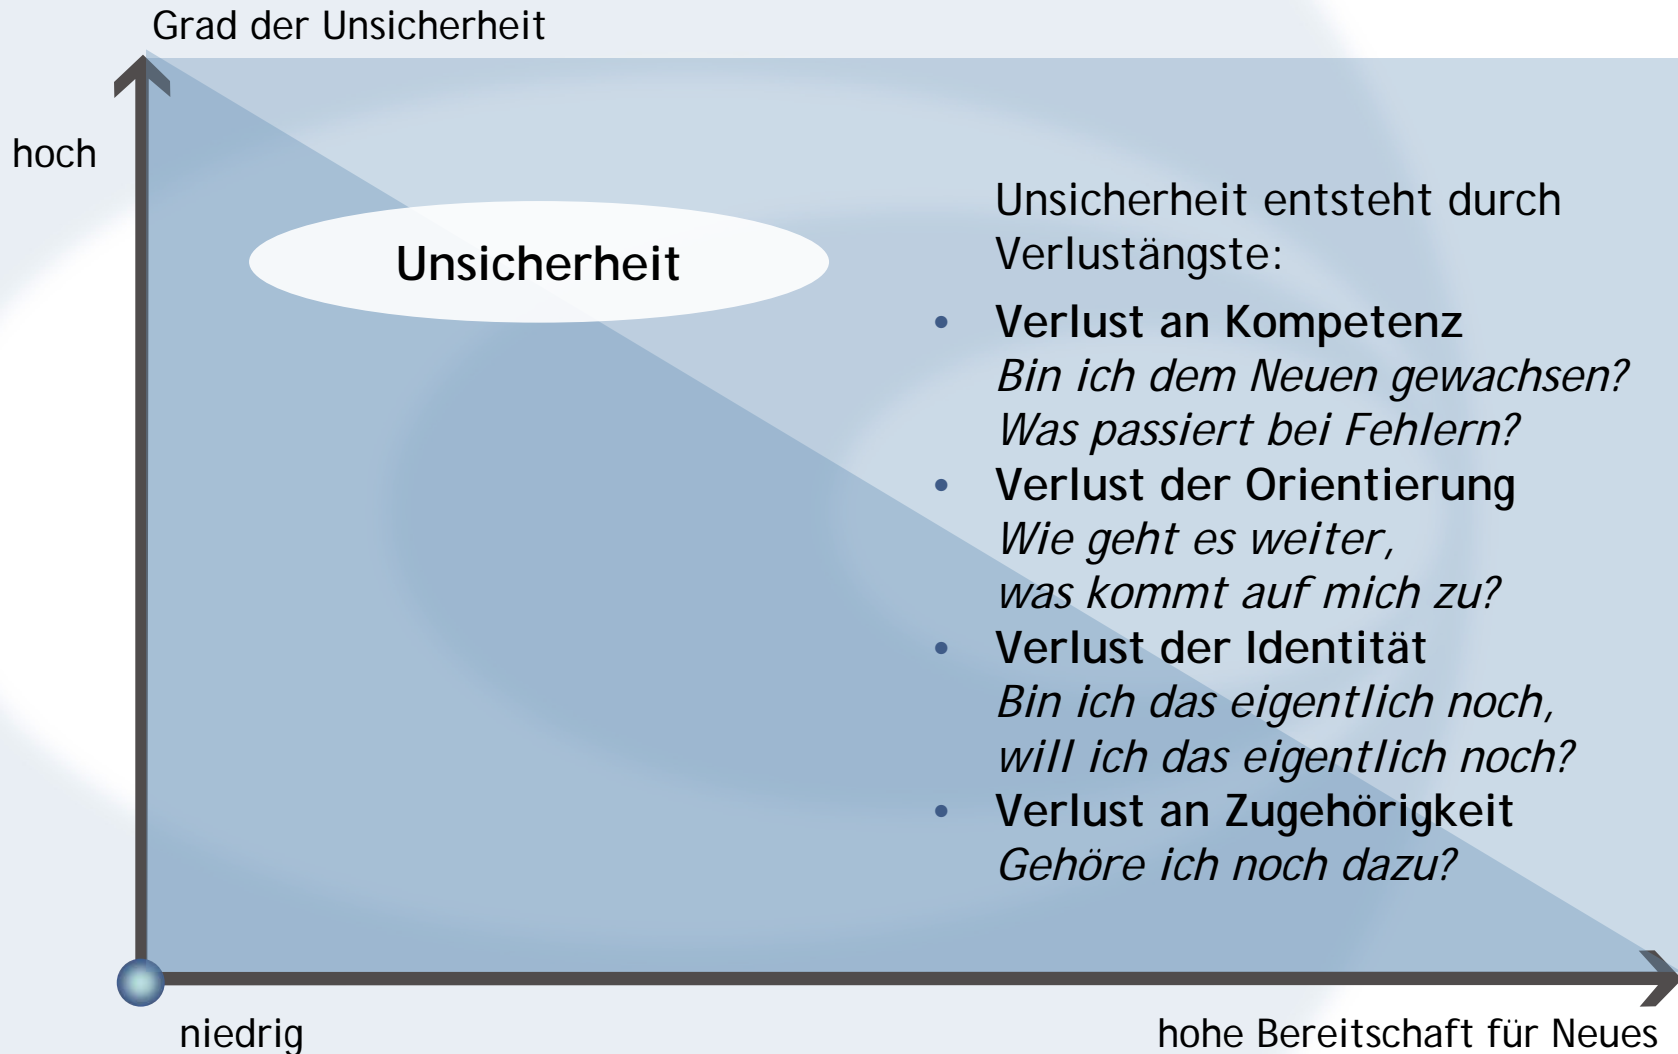 Grad der Unsicherheit
hoch
Unsicherheit
Unsicherheit entsteht durch
Verlustängste:
• Verlust an Kompetenz
Bin ich dem Neuen gewachsen?
Was passiert bei Fehlern?
• Verlust der Orientierung
Wie geht es weiter,
was kommt auf mich zu?
• Verlust der Identität
Bin ich das eigentlich noch,
will ich das eigentlich noch?
• Verlust an Zugehörigkeit
Gehöre ich noch dazu?
niedrig
hohe Bereitschaft für Neues